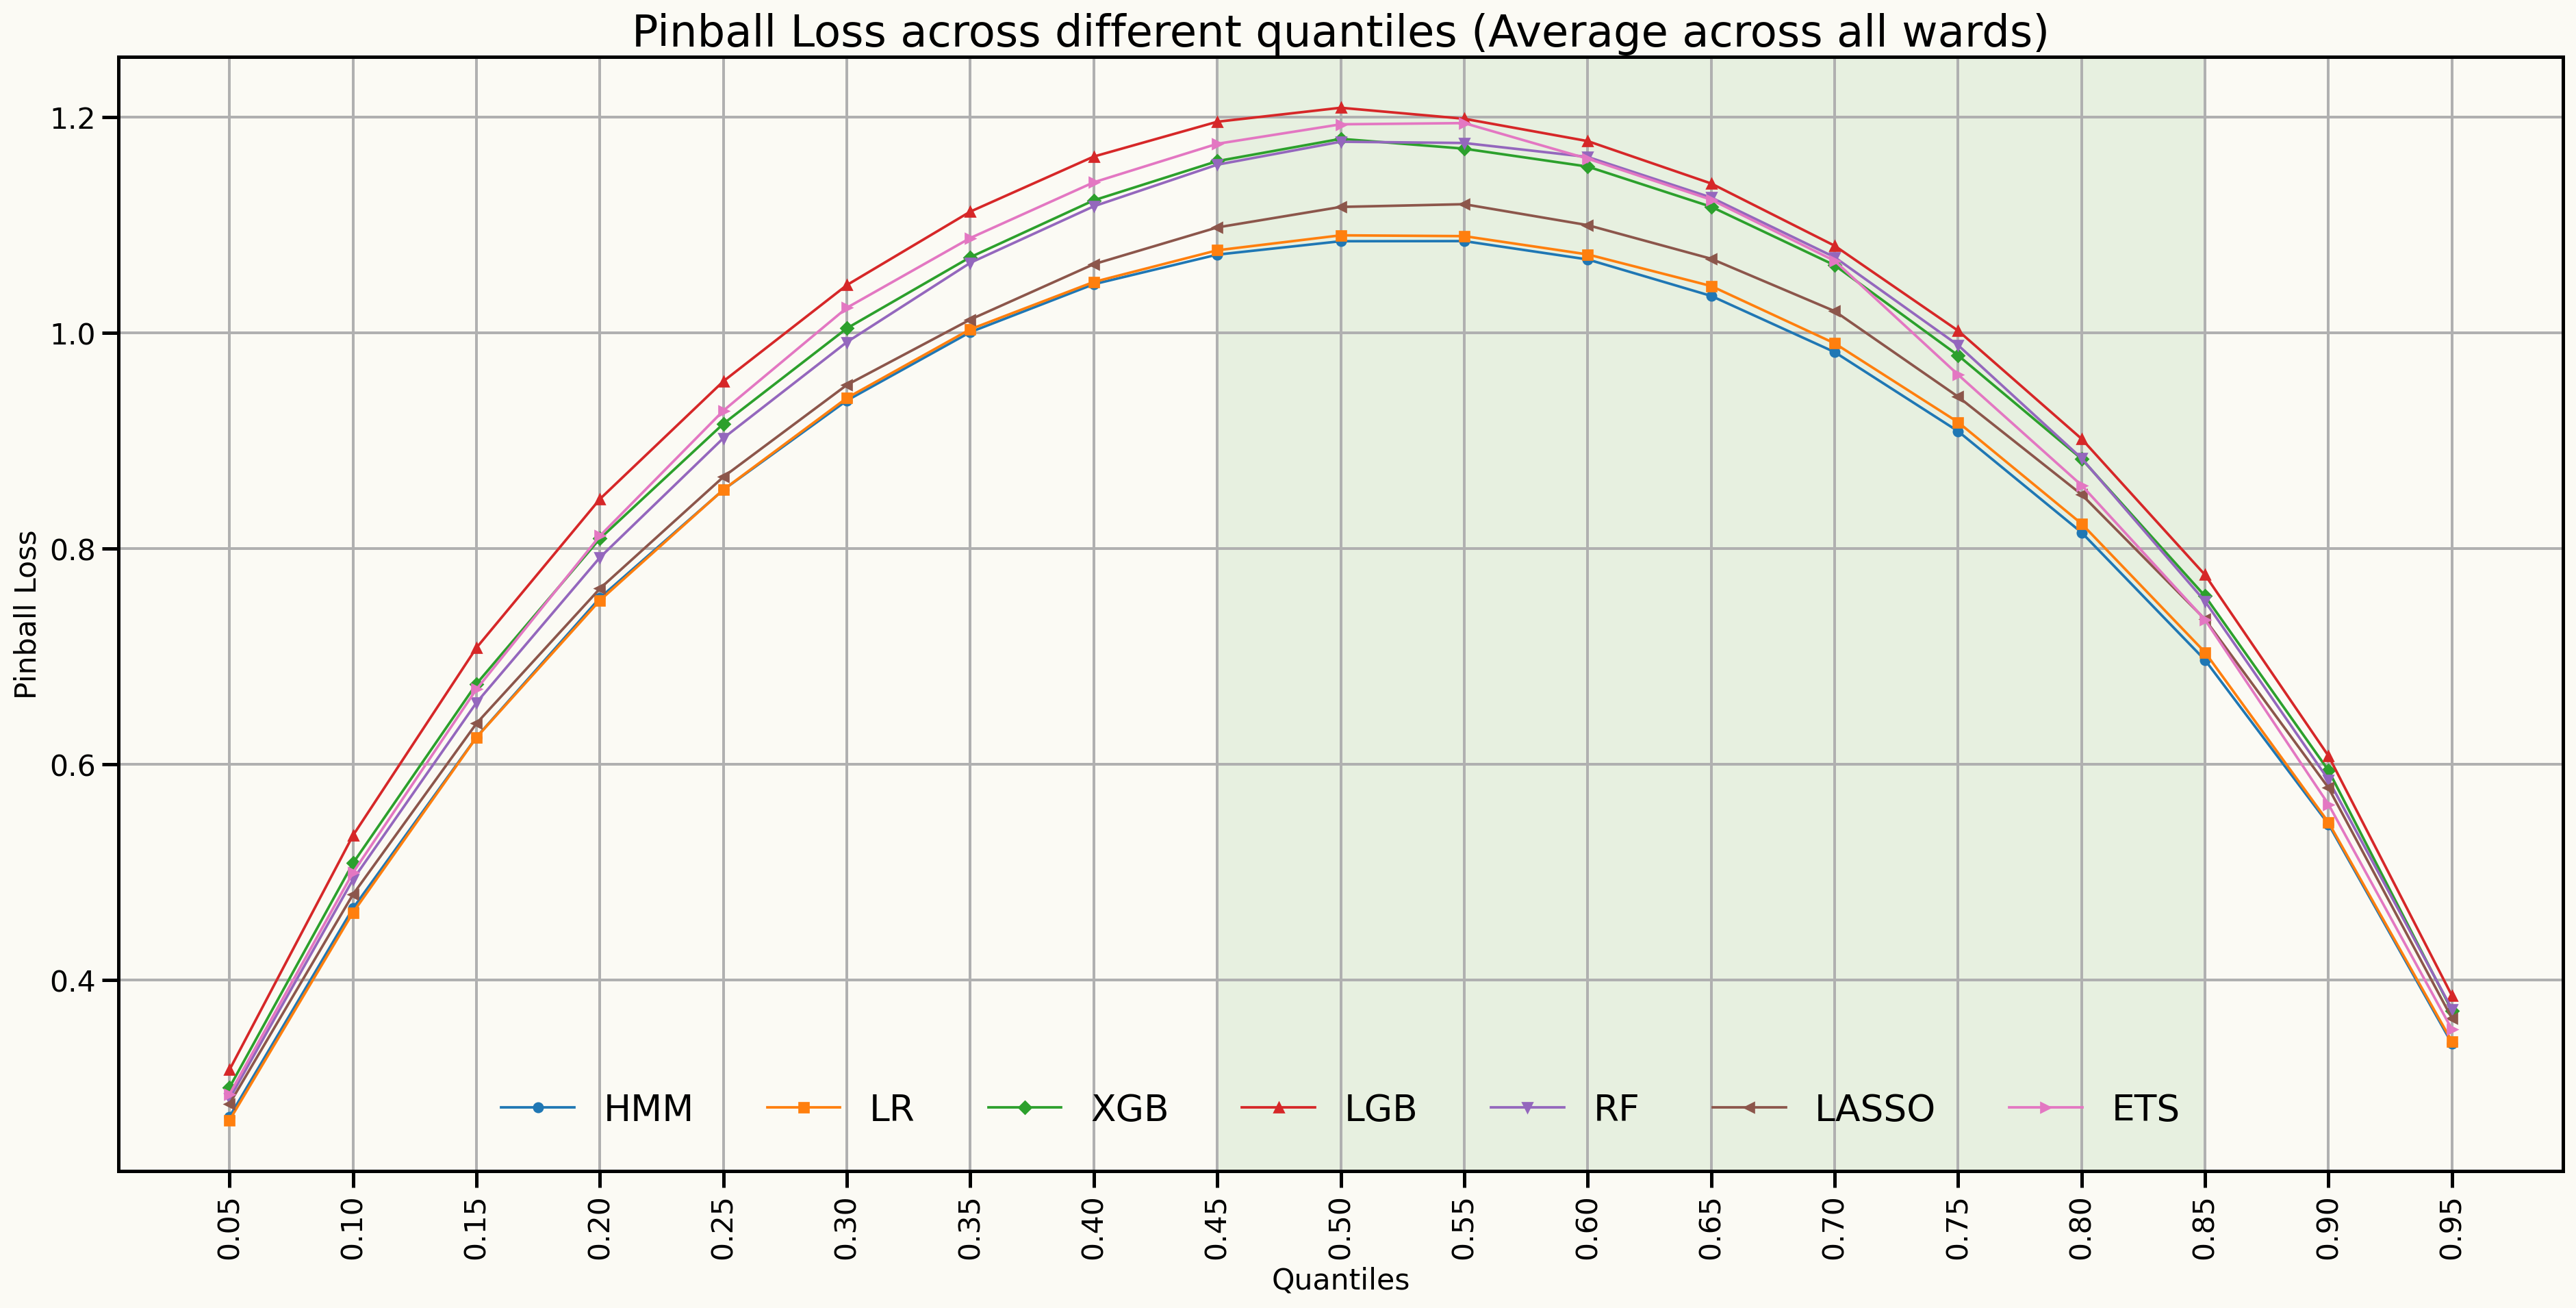 Pinball Loss across different quantiles (Average across all wards)
1.2
1.0
0.8
0.6
0.4
Pinball Loss
HMM LR XGB LGB RF LASSO ETS
0.05 0.10 0.15 0.20 0.25 0.30 0.35 0.40 0.45 0.50 0.55 0.60 0.65 0.70 0.75 0.80 0.85 0.90 0.95
Quantiles